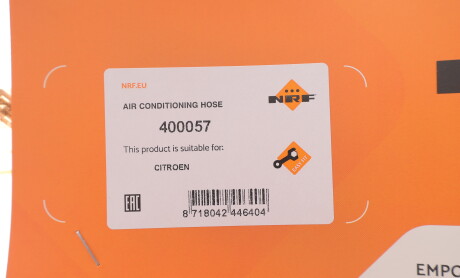 NRF.EU
AIR CONDITIONING HOSE
NRF
400057
This product is suitable for:
CITROEN
EAC
8 718042 446404
EMPO